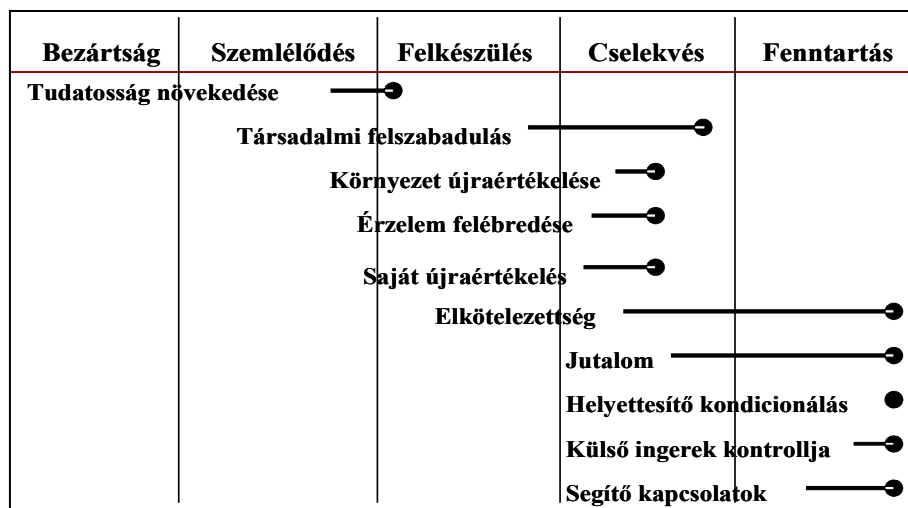 Bezártság Szemlélődés Felkészülés Cselekvés Fenntartás
Tudatosság növekedése
Társadalmi felszabadulás
Környezet újraértékelése
Érzelem felébredése
Saját újraértékelés
Elkötelezettség
Jutalom
Helyettesítő kondicionálás
Külső ingerek kontrollja
Segítő kapcsolatok